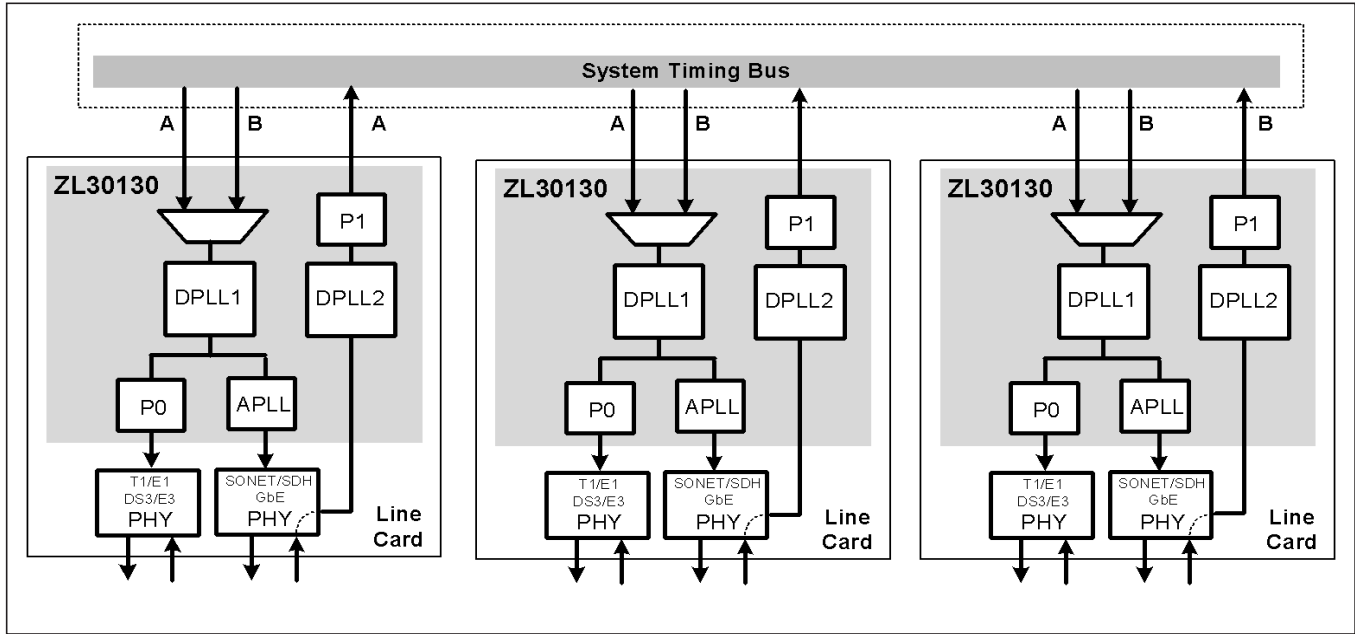 System Timing Bus
A B A
A B
A B B
ZL30130
P1
DPLL1
DPLL2
P0
APLL
T1/E1
DS3/E3
PHY
SONET/SDH
GbE
PHY
Line
Card
ZL30130
P1
DPLL1
DPLL2
P0
APLL
T1/E1
DS3/E3
PHY
SONET/SDH
GbE
PHY
Line
Card
ZL30130
P1
DPLL1
DPLL2
P0
APLL
T1/E1
DS3/E3
PHY
SONET/SDH
GbE
PHY
Line
Card